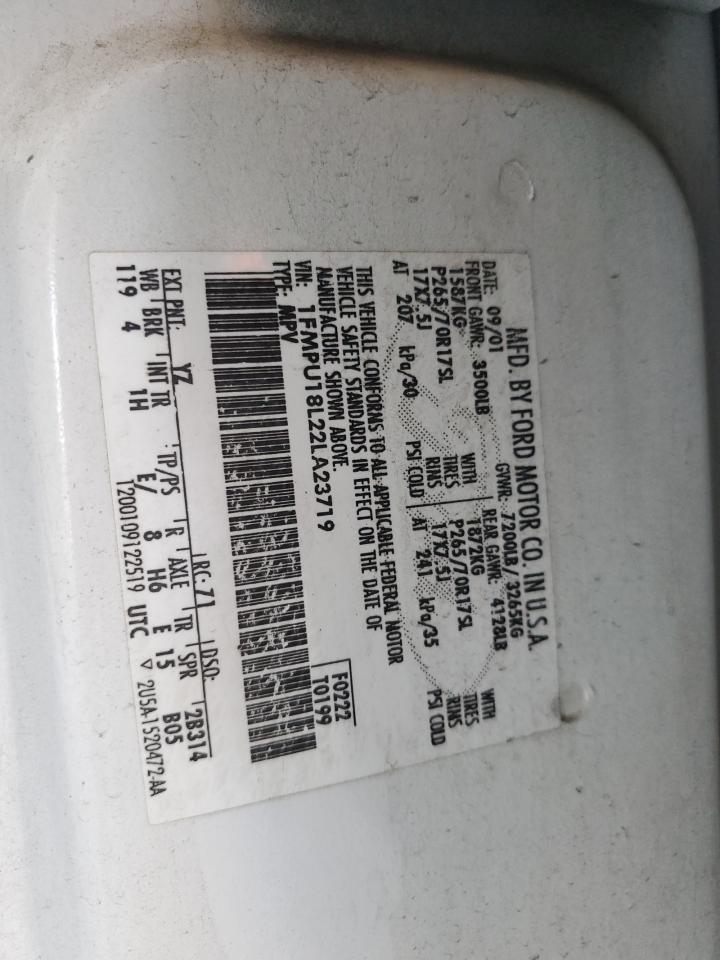 MFD. BY FORD MOTOR CO. IN U.S.A.
DATE: 09/01 GVWR: 7200LB/ 3265KG
FRONT GAWR: 3500LB REAR GAWR: 4128LB
1587KG WITH 1872KG WITH
P265/70R17SL TIRES P265/70R17SL TIRES
17X7.5J RIMS 17X7.5J RIMS
AT 207 kPa/30 PSI COLD AT 241 kPa/35 PSI COLD
THIS VEHICLE CONFORMS TO ALL APPLICABLE FEDERAL MOTOR
VEHICLE SAFETY STANDARDS IN EFFECT ON THE DATE OF
MANUFACTURE SHOWN ABOVE.
VIN: 1FMPU18L22LA23719 F0222
TYPE: MPV T0199
EXT PNT: YZ RC: 71 DSO: 2B314
WB BRK INT TR TP/PS R AXLE TR SPR B05
119 4 1H E/ 8 H6 E 15
1200109122519 UTC ▽ 2U5A-1520472-AA